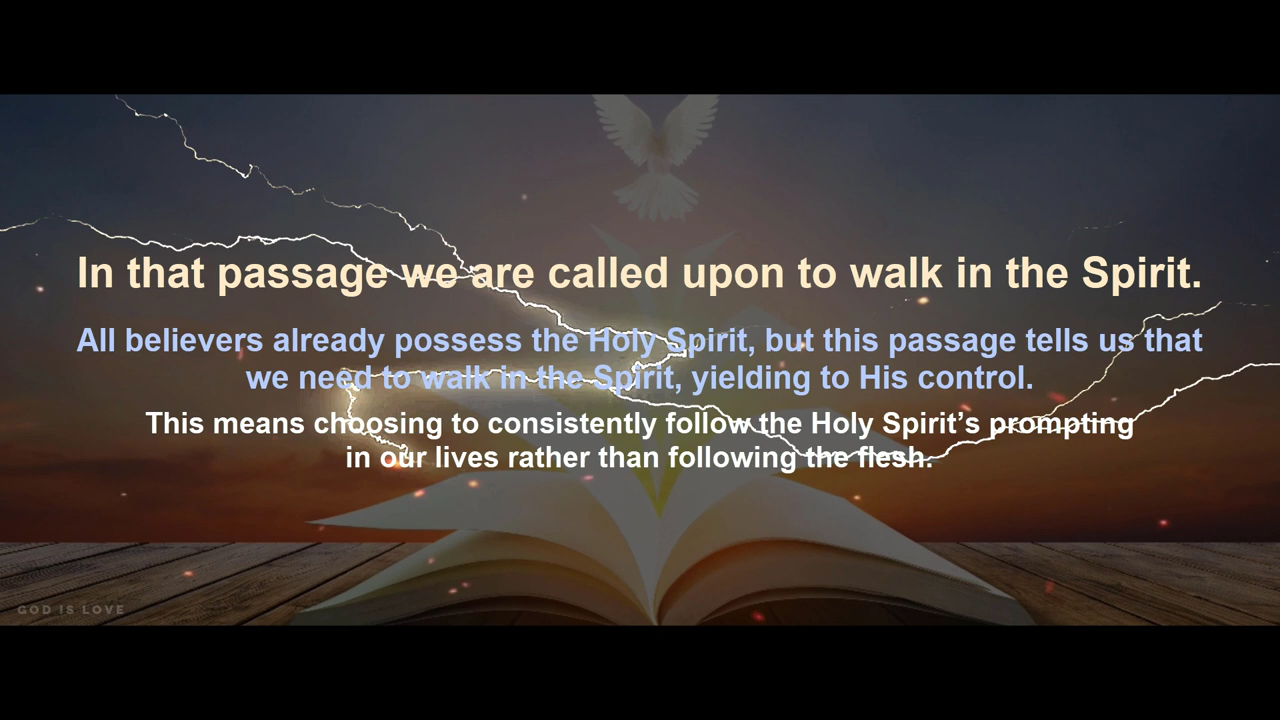 In that passage we are called upon to walk in the Spirit.
All believers already possess the Holy Spirit, but this passage tells us that
we need to walk in the Spirit, yielding to His control.
This means choosing to consistently follow the Holy Spirit’s prompting
in our lives rather than following the flesh.
GOD IS LOVE